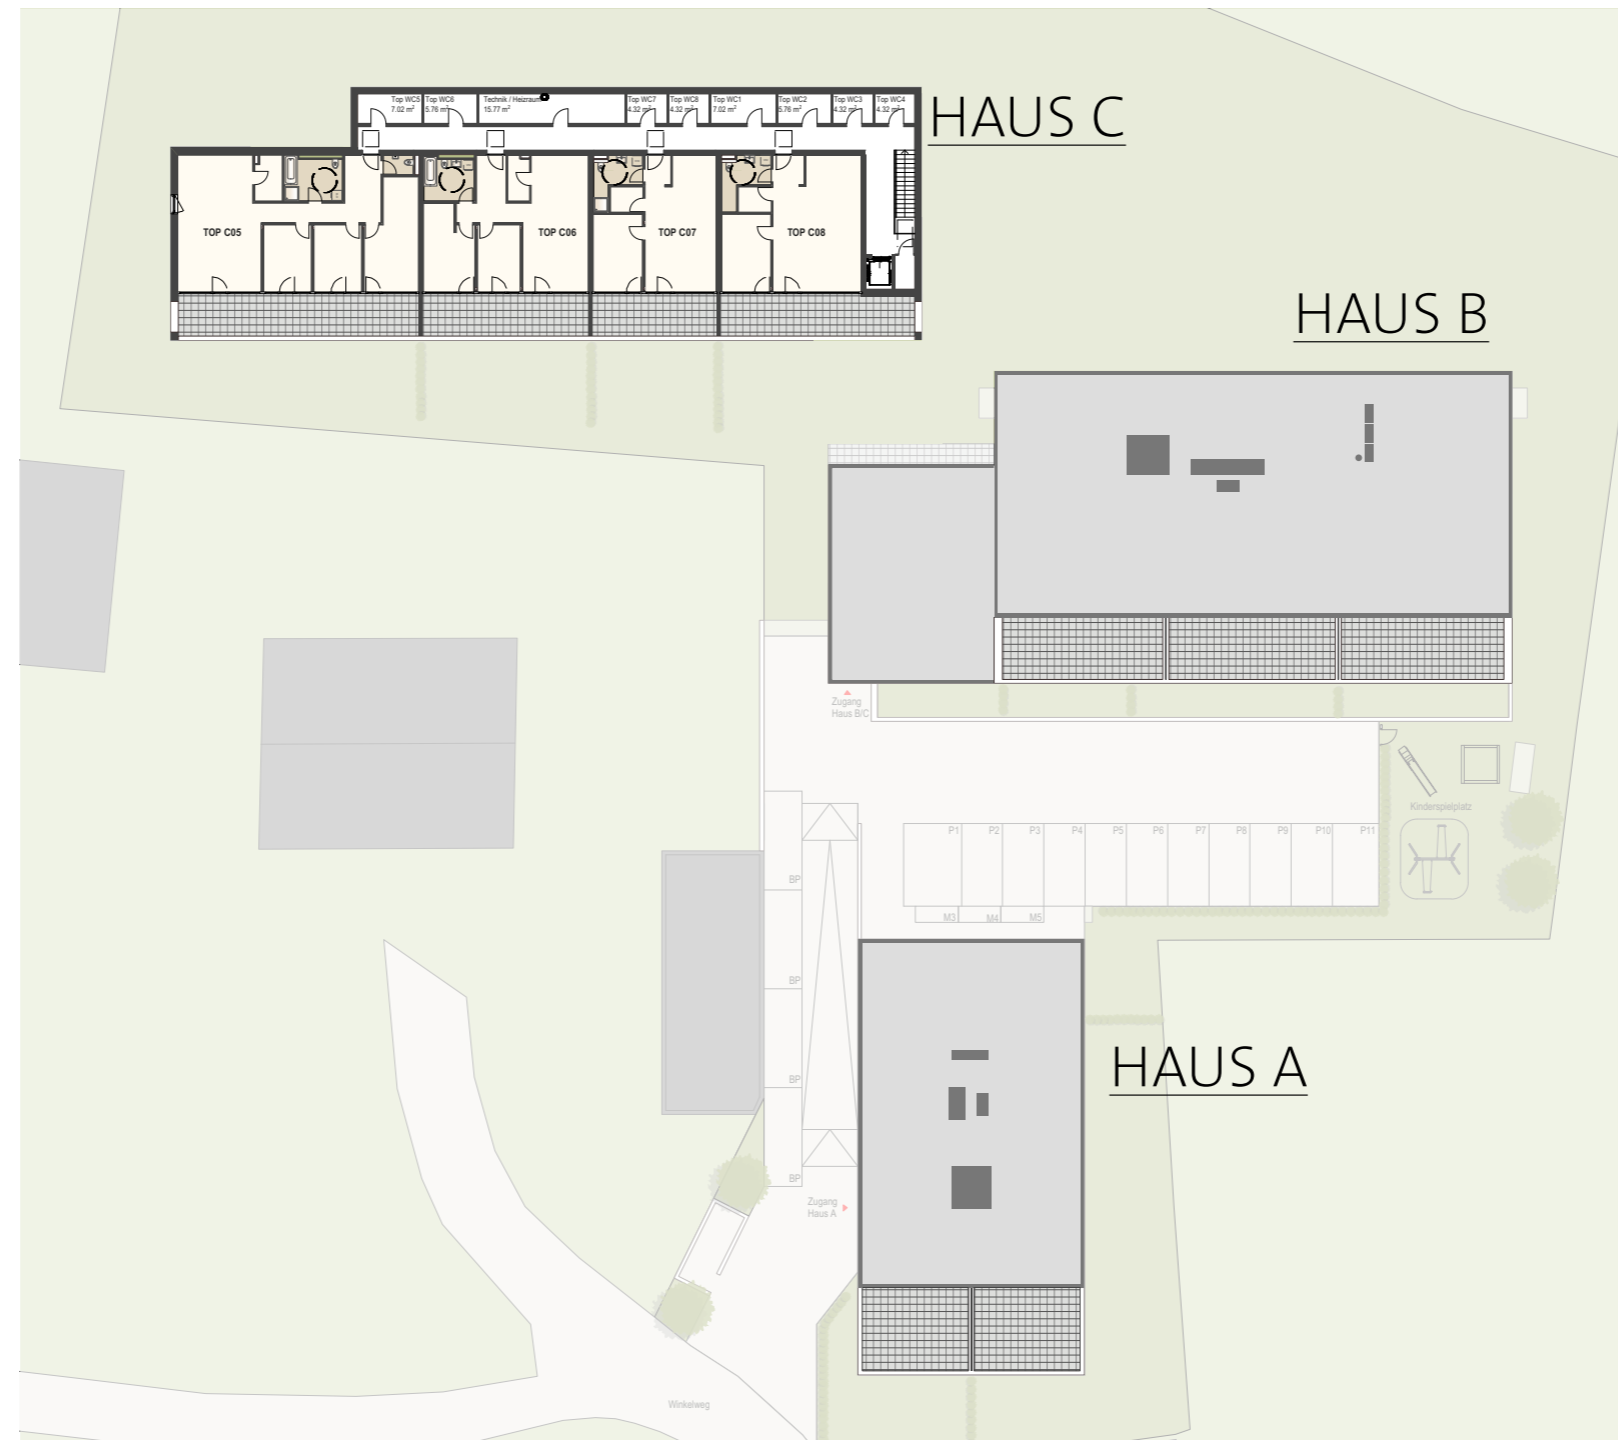 HAUS C
Top WC5
7.02 m²
Top WC6
5.76 m²
Technik / Heizraum
15.77 m²
Top WC7
4.32 m²
Top WC8
4.32 m²
Top WC1
7.02 m²
Top WC2
5.76 m²
Top WC3
4.32 m²
Top WC4
4.32 m²
TOP C05
TOP C06
TOP C07
TOP C08
HAUS B
Zugang
Haus B/C
Kinderspielplatz
P1
P2
P3
P4
P5
P6
P7
P8
P9
P10
P11
BP
M3
M4
M5
BP
HAUS A
BP
BP
Zugang
Haus A
Winkelweg